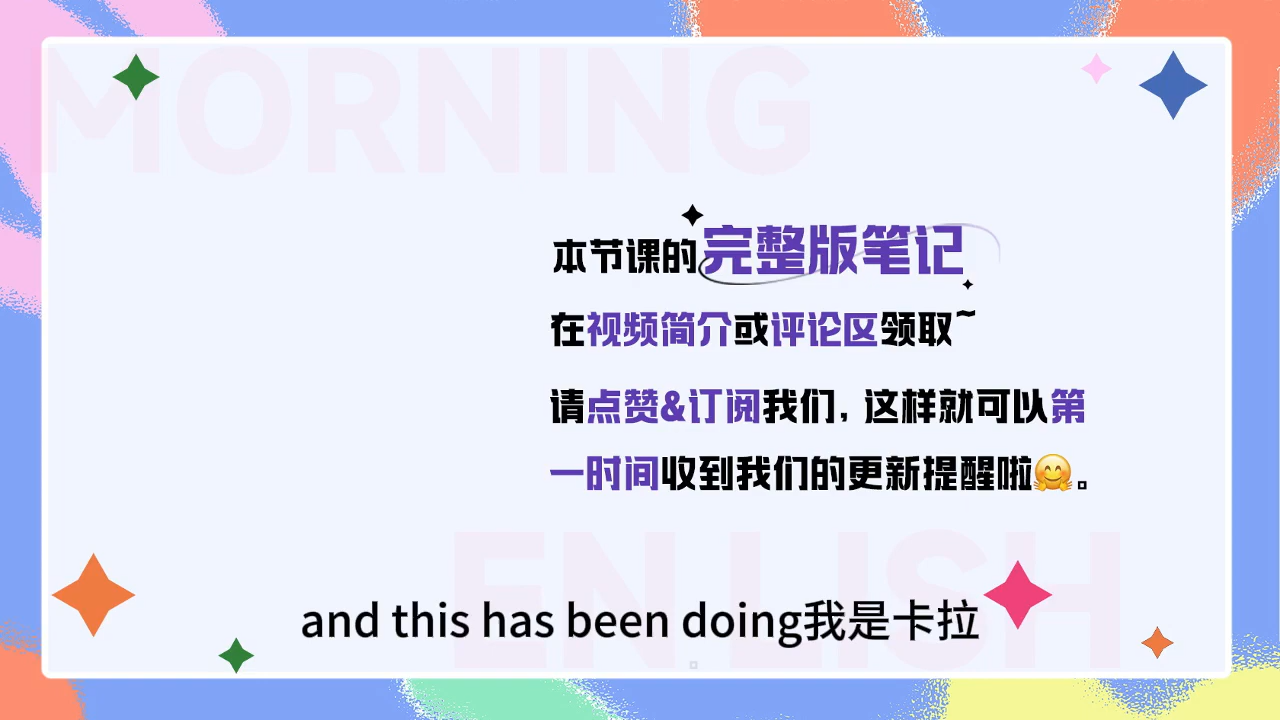 MORNING
本节课的完整版笔记
在视频简介或评论区领取~
请点赞&订阅我们, 这样就可以第
一时间收到我们的更新提醒啦🤗。
EN LISH
and this has been doing我是卡拉
。